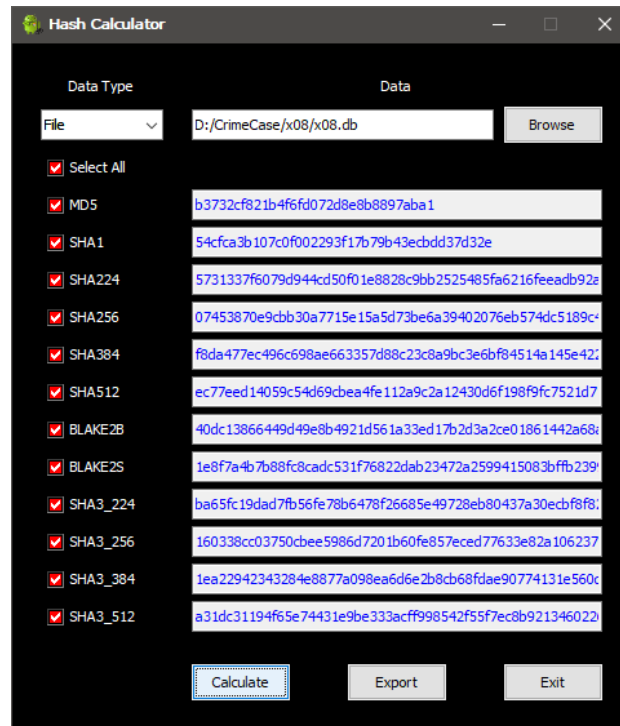 Hash Calculator
Data Type Data
File D:/CrimeCase/x08/x08.db Browse
Select All
MD5 b3732cf821b4f6fd072d8e8b8897aba1
SHA1 54cfca3b107c0f002293f17b79b43ecbdd37d32e
SHA224 5731337f6079d944cd50f01e8828c9bb2525485fa6216feeadb92a
SHA256 07453870e9cbb30a7715e15a5d73be6a39402076eb574dc5189c
SHA384 f8da477ec496c698ae663357d88c23c8a9bc3e6bf84514a145e422
SHA512 ec77eed14059c54d69cbea4fe112a9c2a12430d6f198f9fc7521d7
BLAKE2B 40dc13866449d49e8b4921d561a33ed17b2d3a2ce01861442a68
BLAKE2S 1e8f7a4b7b88fc8cadc531f76822dab23472a2599415083bffb239
SHA3_224 ba65fc19dad7fb56fe78b6478f26685e49728eb80437a30ecbf8f8
SHA3_256 160338cc03750cbee5986d7201b60fe857eced77633e82a106237
SHA3_384 1ea22942343284e8877a098ea6d6e2b8cb68fdae90774131e560
SHA3_512 a31dc31194f65e74431e9be333acff998542f55f7ec8b921346022
Calculate Export Exit